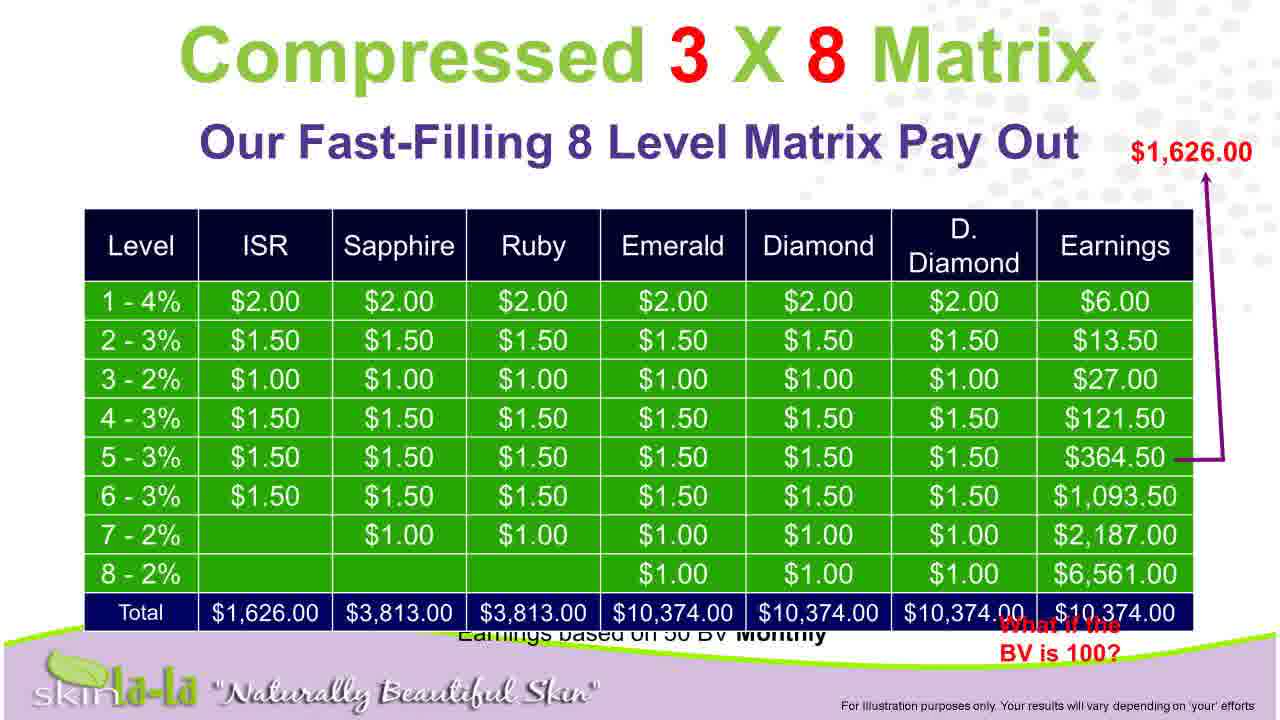 Compressed 3 X 8 Matrix
Our Fast-Filling 8 Level Matrix Pay Out
$1,626.00
Level ISR Sapphire Ruby Emerald Diamond D. Diamond Earnings
1 - 4% $2.00 $2.00 $2.00 $2.00 $2.00 $2.00 $6.00
2 - 3% $1.50 $1.50 $1.50 $1.50 $1.50 $1.50 $13.50
3 - 2% $1.00 $1.00 $1.00 $1.00 $1.00 $1.00 $27.00
4 - 3% $1.50 $1.50 $1.50 $1.50 $1.50 $1.50 $121.50
5 - 3% $1.50 $1.50 $1.50 $1.50 $1.50 $1.50 $364.50
6 - 3% $1.50 $1.50 $1.50 $1.50 $1.50 $1.50 $1,093.50
7 - 2% $1.00 $1.00 $1.00 $1.00 $1.00 $2,187.00
8 - 2% $1.00 $1.00 $1.00 $6,561.00
Total $1,626.00 $3,813.00 $3,813.00 $10,374.00 $10,374.00 $10,374.00 $10,374.00
Earnings based on 50 BV Monthly
What if the
BV is 100?
skin la-la "Naturally Beautiful Skin"
For Illustration purposes only. Your results will vary depending on 'your' efforts